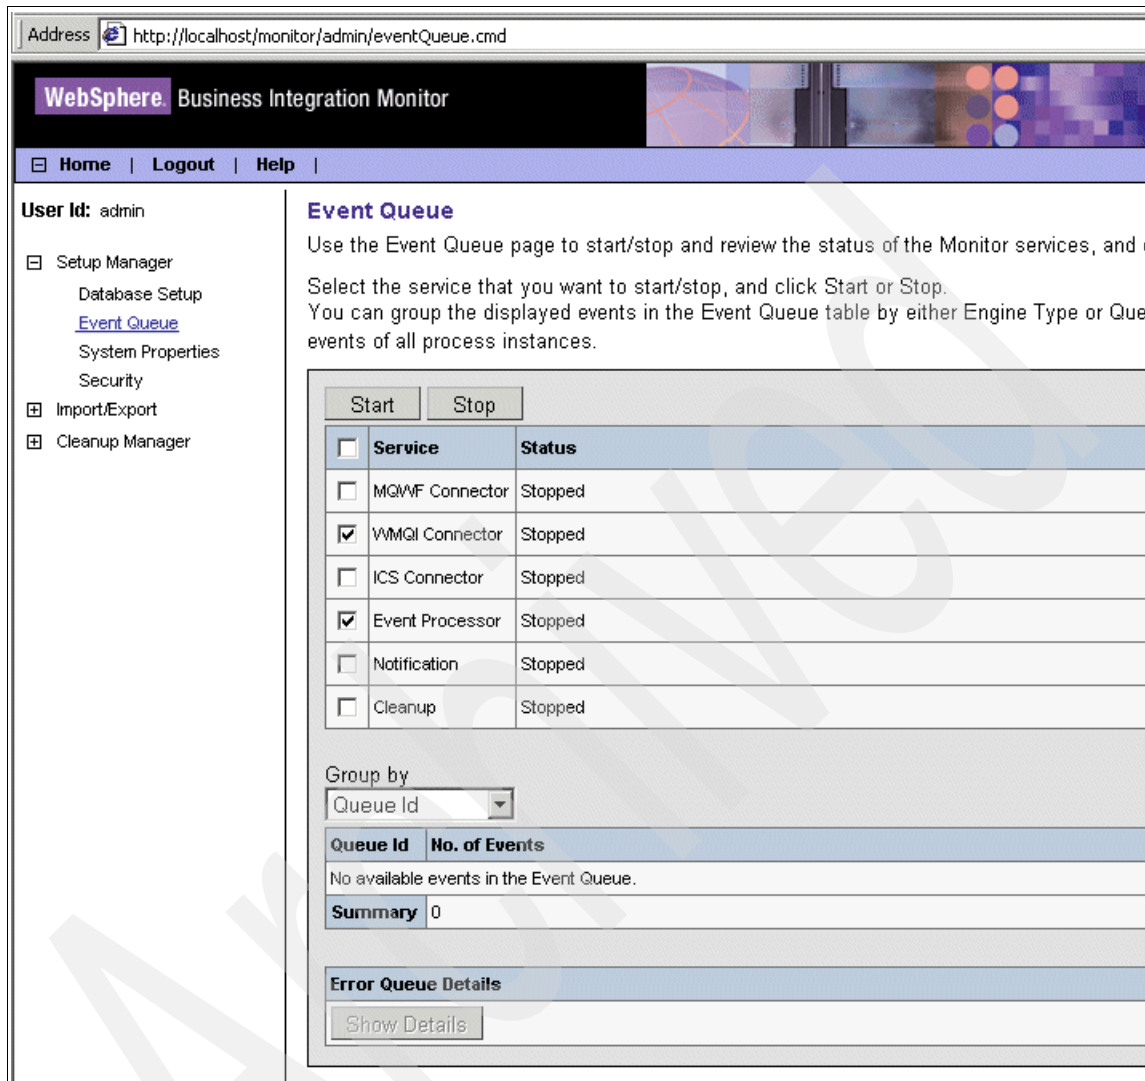 Address http://localhost/monitor/admin/eventQueue.cmd
WebSphere. Business Integration Monitor
Home | Logout | Help |
User Id: admin
Setup Manager
Database Setup
Event Queue
System Properties
Security
Import/Export
Cleanup Manager
Event Queue
Use the Event Queue page to start/stop and review the status of the Monitor services, and
Select the service that you want to start/stop, and click Start or Stop.
You can group the displayed events in the Event Queue table by either Engine Type or Que
events of all process instances.
Start Stop
Service Status
MQWF Connector Stopped
WMQI Connector Stopped
ICS Connector Stopped
Event Processor Stopped
Notification Stopped
Cleanup Stopped
Group by
Queue Id
Queue Id No. of Events
No available events in the Event Queue.
Summary 0
Error Queue Details
Show Details
Archived